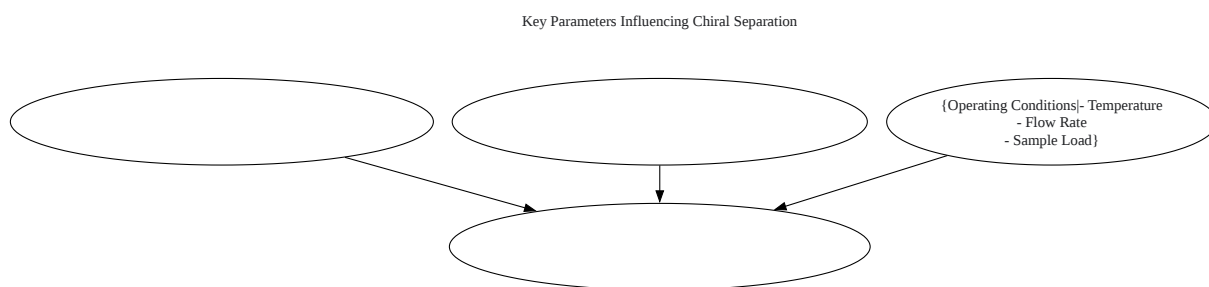 Key Parameters Influencing Chiral Separation
{Operating Conditions|- Temperature
- Flow Rate
- Sample Load}